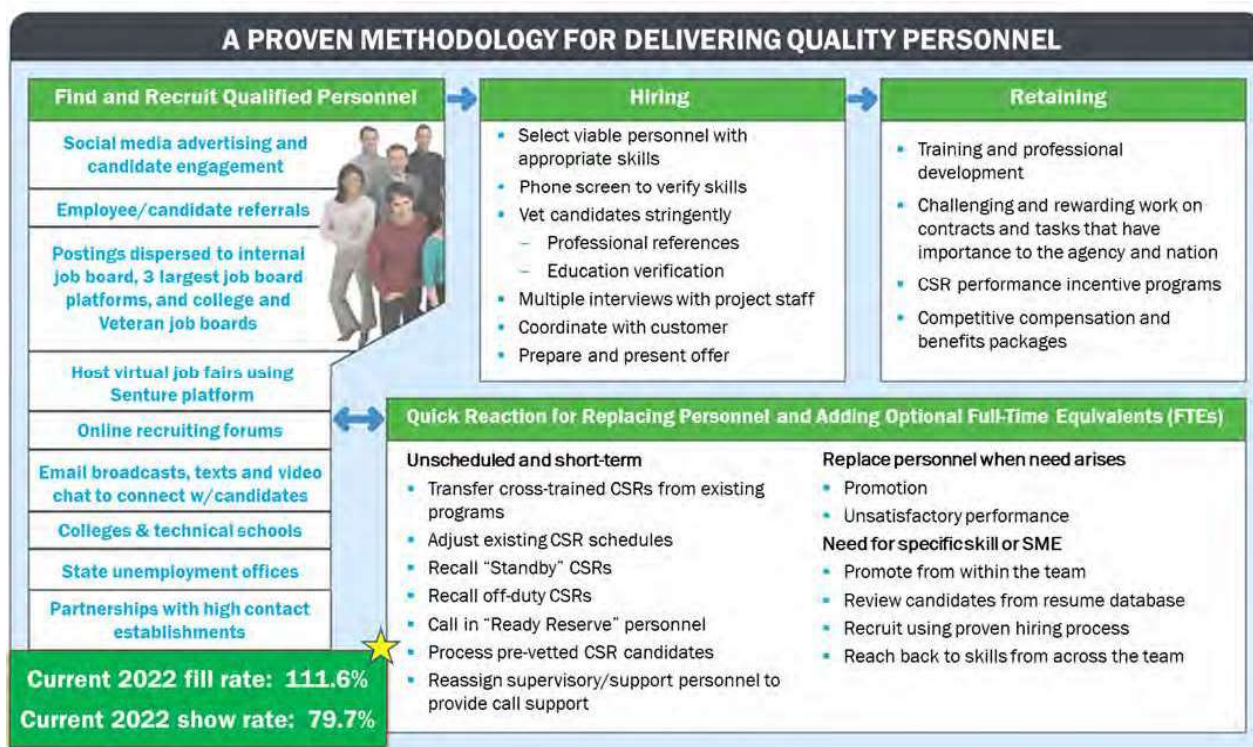 A PROVEN METHODOLOGY FOR DELIVERING QUALITY PERSONNEL
Find and Recruit Qualified Personnel
Social media advertising and
candidate engagement
Employee/candidate referrals
Postings dispersed to internal
job board, 3 largest job board
platforms, and college and
Veteran job boards
Host virtual job fairs using
Senture platform
Online recruiting forums
Email broadcasts, texts and video
chat to connect w/candidates
Colleges & technical schools
State unemployment offices
Partnerships with high contact
establishments
Current 2022 fill rate: 111.6%
Current 2022 show rate: 79.7%
Hiring
• Select viable personnel with
appropriate skills
• Phone screen to verify skills
• Vet candidates stringently
– Professional references
– Education verification
• Multiple interviews with project staff
• Coordinate with customer
• Prepare and present offer
Retaining
• Training and professional
development
• Challenging and rewarding work on
contracts and tasks that have
importance to the agency and nation
• CSR performance incentive programs
• Competitive compensation and
benefits packages
Quick Reaction for Replacing Personnel and Adding Optional Full-Time Equivalents (FTEs)
Unscheduled and short-term
• Transfer cross-trained CSRs from existing
programs
• Adjust existing CSR schedules
• Recall “Standby” CSRs
• Recall off-duty CSRs
• Call in “Ready Reserve” personnel
• Process pre-vetted CSR candidates
• Reassign supervisory/support personnel to
provide call support
Replace personnel when need arises
• Promotion
• Unsatisfactory performance
Need for specific skill or SME
• Promote from within the team
• Review candidates from resume database
• Recruit using proven hiring process
• Reach back to skills from across the team